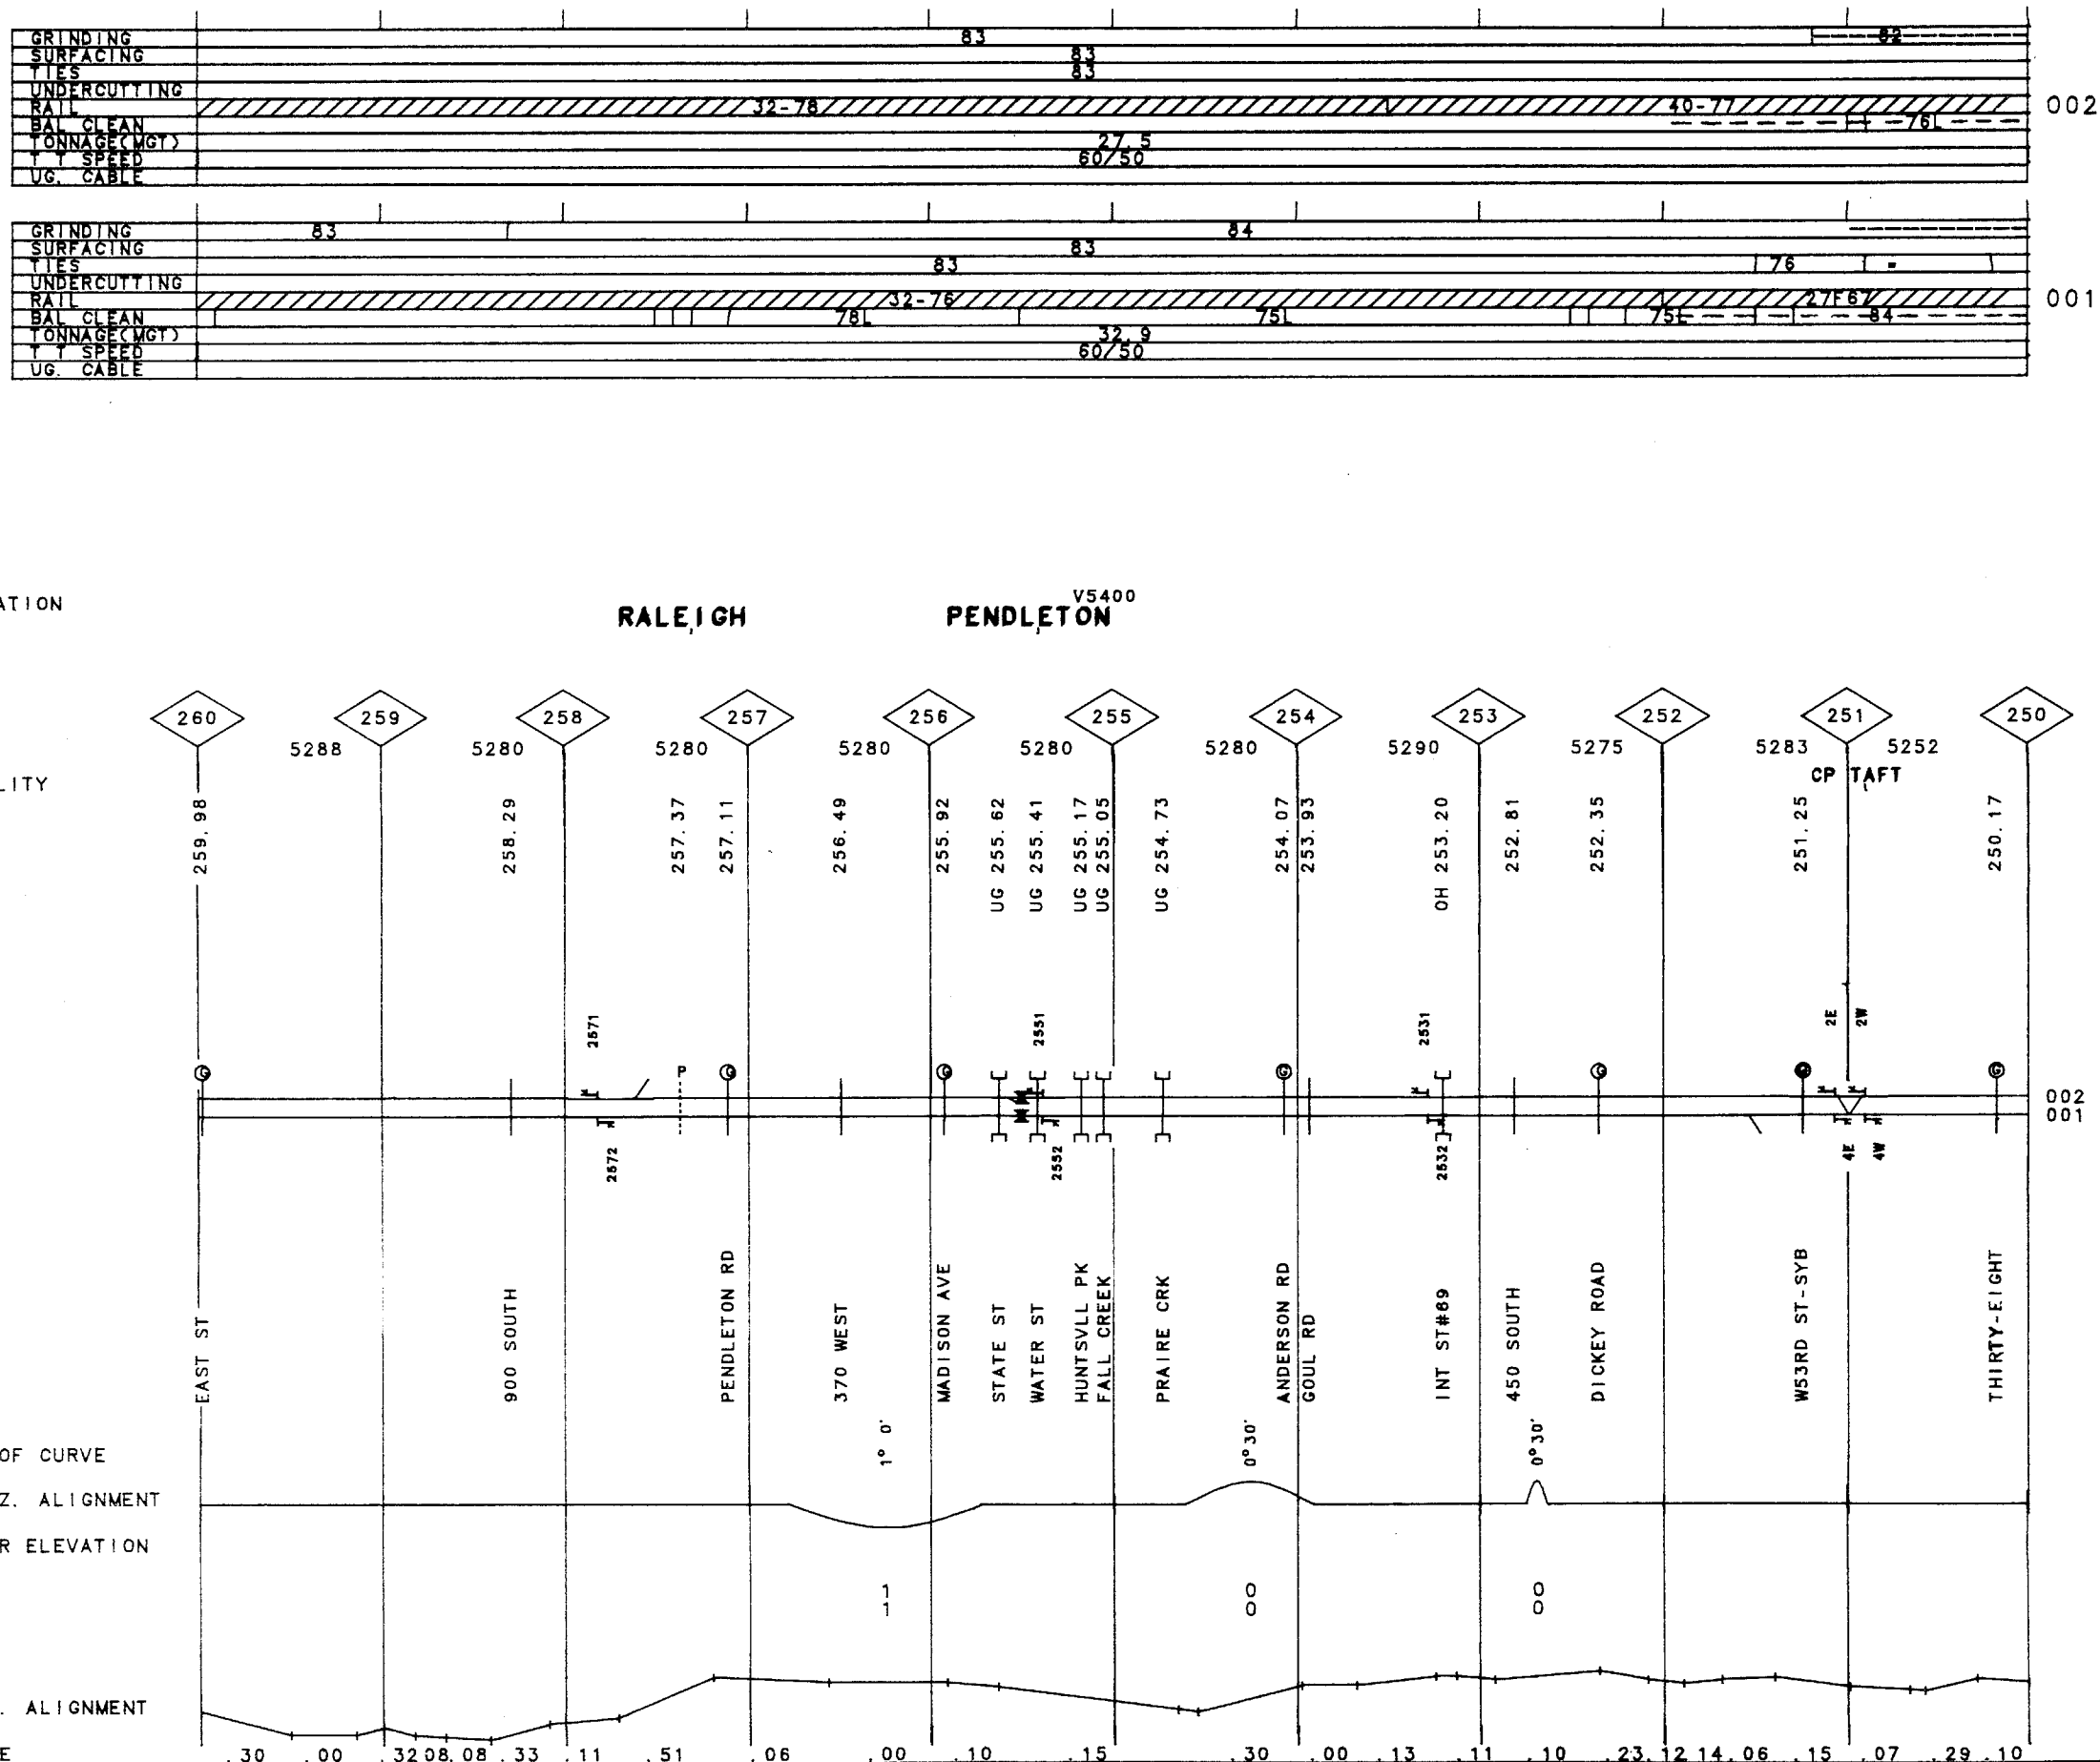 GRINDING 83 82
SURFACING 83
TIES 83
UNDERCUTTING
RAIL 32-78 40-77 002
BAL CLEAN 76L
TONNAGE(MGT) 27.5
T T SPEED 60/50
UG. CABLE
GRINDING 83 84
SURFACING 83
TIES 83 76
UNDERCUTTING
RAIL 32-76 27F67 001
BAL CLEAN 78L 75L 75L 84
TONNAGE(MGT) 32.9
T T SPEED 60/50
UG. CABLE
V5400
ATION RALEIGH PENDLETON
260 259 258 257 256 255 254 253 252 251 250
5288 5280 5280 5280 5280 5280 5290 5275 5283 5252
LITY CP TAFT
259.98 258.29 257.37 257.11 256.49 255.92 UG 255.62 UG 255.41 UG 255.17 UG 255.05 UG 254.73 254.07 253.93 OH 253.20 252.81 252.35 251.25 250.17
2571 2551 2531 2E 2W
G P G G G G G
002
001
2572 2552 2532 4E 4W
EAST ST 900 SOUTH PENDLETON RD 370 WEST MADISON AVE STATE ST WATER ST HUNTSVLL PK FALL CREEK PRAIRE CRK ANDERSON RD GOUL RD INT ST#69 450 SOUTH DICKEY ROAD W53RD ST-SYB THIRTY-EIGHT
OF CURVE 1° 0' 0°30' 0°30'
Z. ALIGNMENT
R ELEVATION
1 0 0
1 0 0
. ALIGNMENT
E .30 .00 .32 08 .08 .33 .11 .51 .06 .00 .10 .15 .30 .00 .13 .11 .10 .23 .12 14 .06 .15 .07 .29 .10